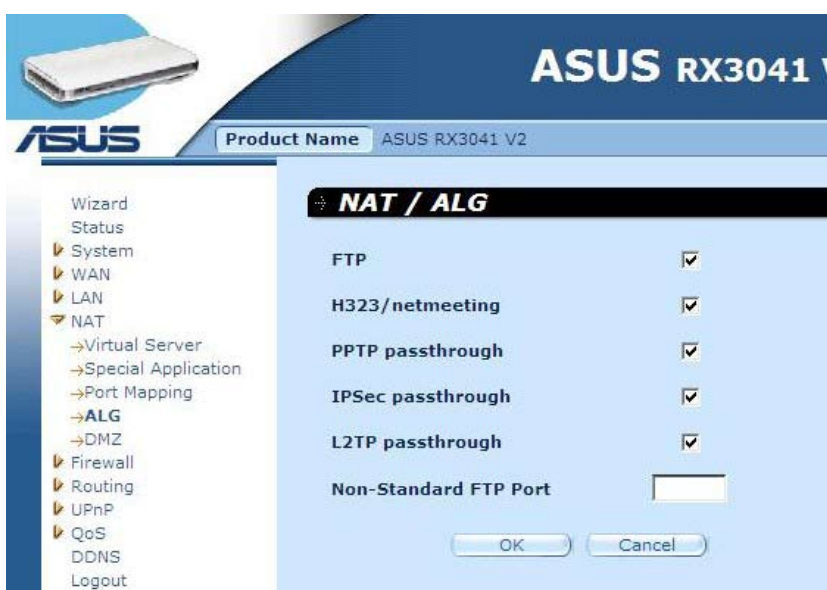 ASUS RX3041
ASUS
Product Name ASUS RX3041 V2
Wizard
Status
System
WAN
LAN
NAT
→Virtual Server
→Special Application
→Port Mapping
→ALG
→DMZ
Firewall
Routing
UPnP
QoS
DDNS
Logout
NAT / ALG
FTP
H323/netmeeting
PPTP passthrough
IPSec passthrough
L2TP passthrough
Non-Standard FTP Port
OK
Cancel